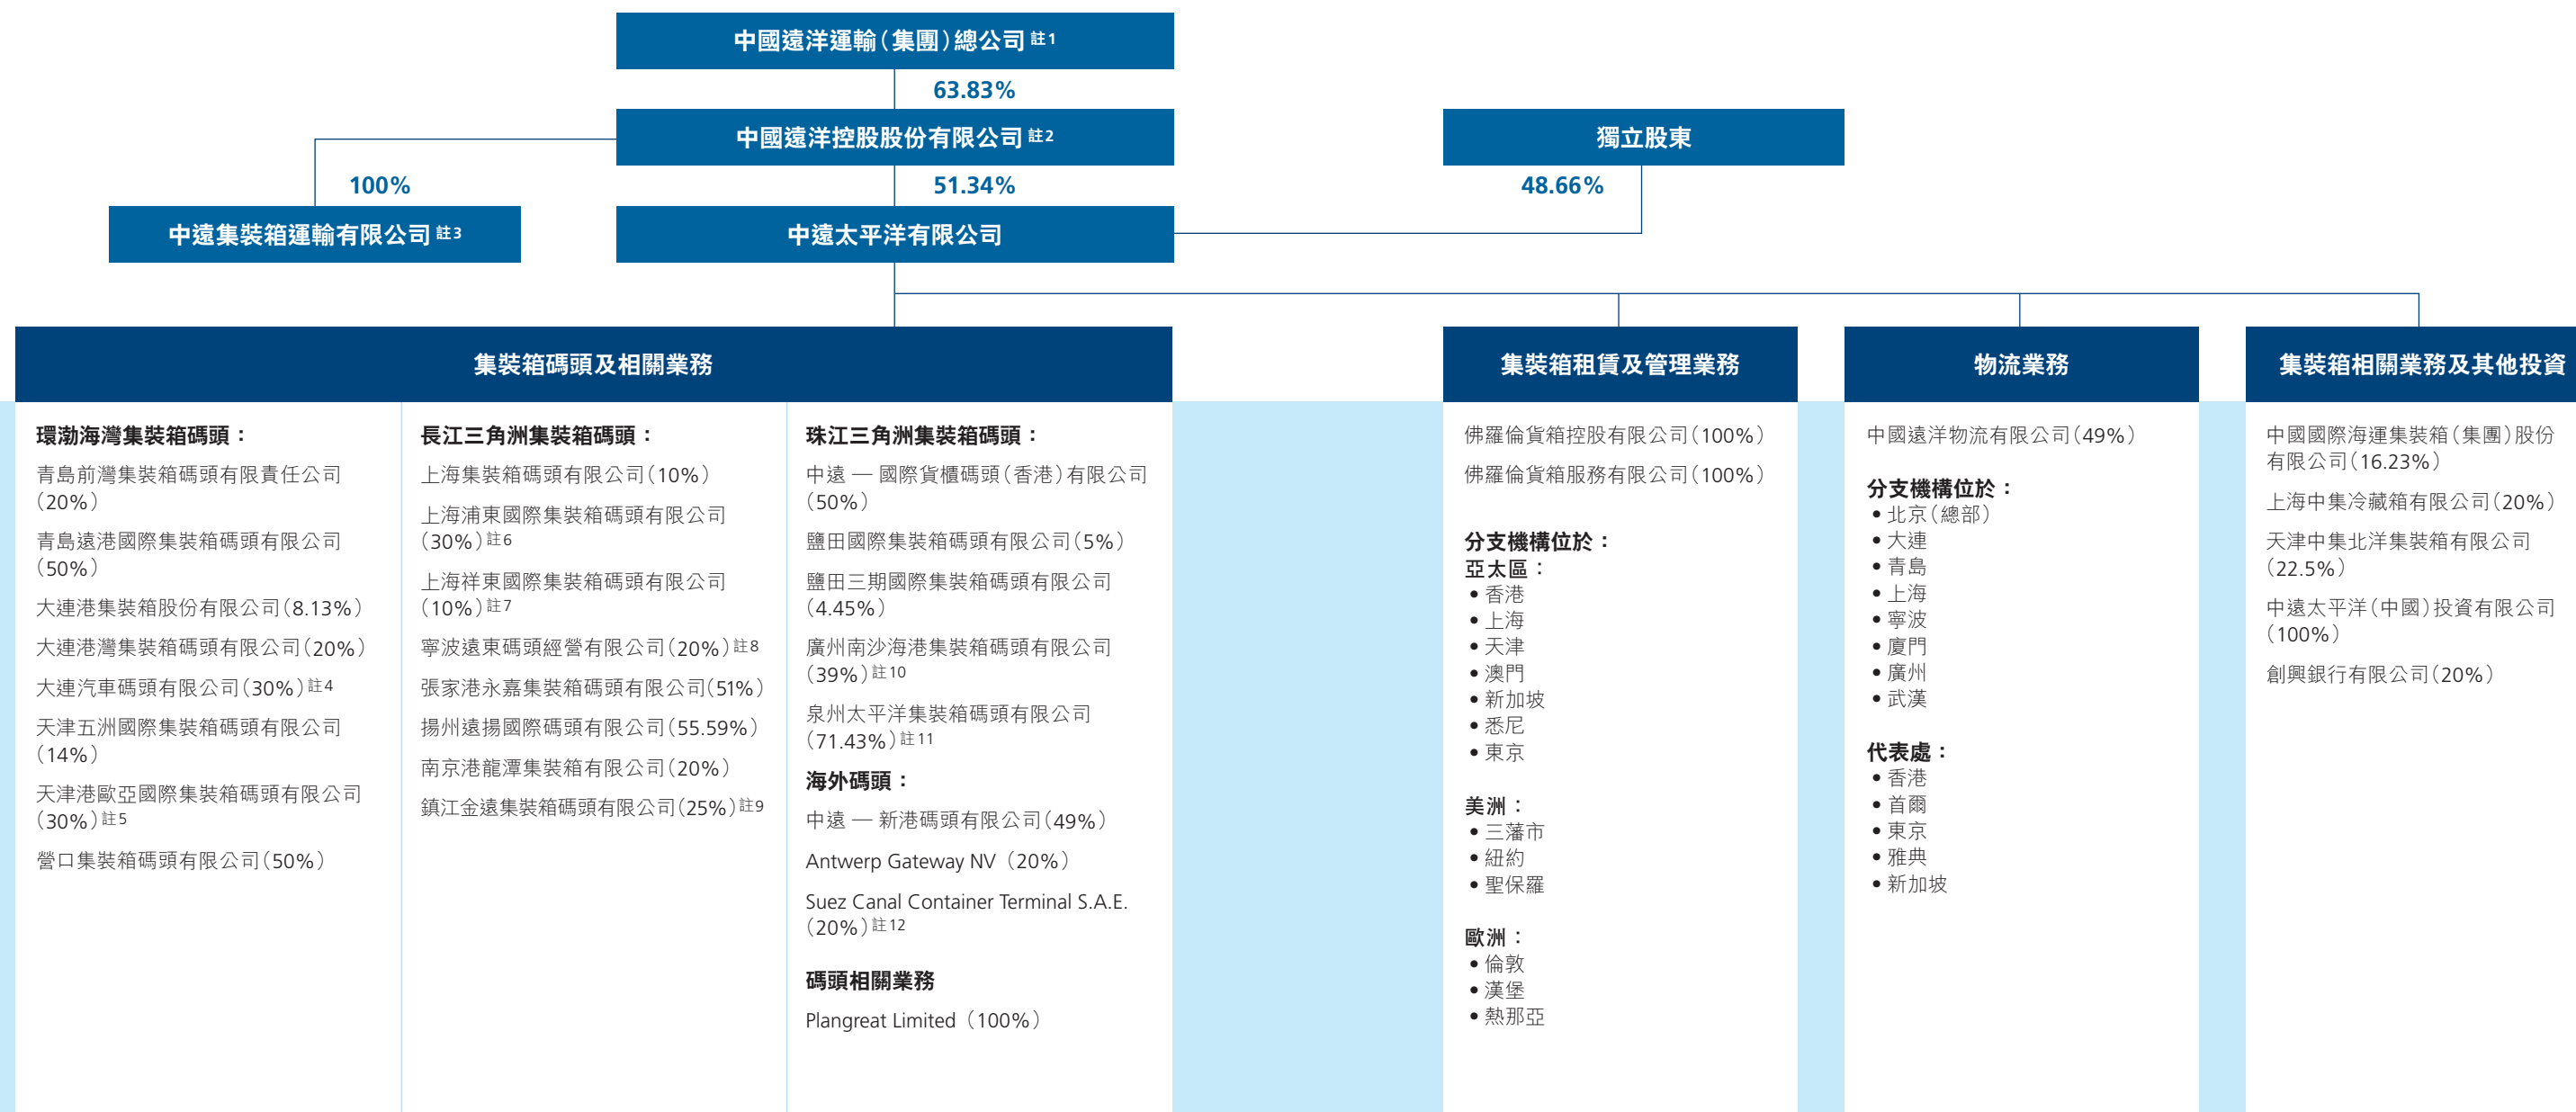 中國遠洋運輸（集團）總公司 註1
63.83%
中國遠洋控股股份有限公司 註2
獨立股東
100%
51.34%
48.66%
中遠集裝箱運輸有限公司 註3
中遠太平洋有限公司
集裝箱碼頭及相關業務
環渤海灣集裝箱碼頭：
青島前灣集裝箱碼頭有限責任公司
（20%）
青島遠港國際集裝箱碼頭有限公司
（50%）
大連港集裝箱股份有限公司（8.13%）
大連港灣集裝箱碼頭有限公司（20%）
大連汽車碼頭有限公司（30%）註4
天津五洲國際集裝箱碼頭有限公司
（14%）
天津港歐亞國際集裝箱碼頭有限公司
（30%）註5
營口集裝箱碼頭有限公司（50%）
長江三角洲集裝箱碼頭：
上海集裝箱碼頭有限公司（10%）
上海浦東國際集裝箱碼頭有限公司
（30%）註6
上海祥東國際集裝箱碼頭有限公司
（10%）註7
寧波遠東碼頭經營有限公司（20%）註8
張家港永嘉集裝箱碼頭有限公司（51%）
揚州遠揚國際碼頭有限公司（55.59%）
南京港龍潭集裝箱有限公司（20%）
鎮江金遠集裝箱碼頭有限公司（25%）註9
珠江三角洲集裝箱碼頭：
中遠 — 國際貨櫃碼頭（香港）有限公司
（50%）
鹽田國際集裝箱碼頭有限公司（5%）
鹽田三期國際集裝箱碼頭有限公司
（4.45%）
廣州南沙海港集裝箱碼頭有限公司
（39%）註10
泉州太平洋集裝箱碼頭有限公司
（71.43%）註11
海外碼頭：
中遠 — 新港碼頭有限公司（49%）
Antwerp Gateway NV（20%）
Suez Canal Container Terminal S.A.E.
（20%）註12
碼頭相關業務
Plangreat Limited（100%）
集裝箱租賃及管理業務
佛羅倫貨箱控股有限公司（100%）
佛羅倫貨箱服務有限公司（100%）
分支機構位於：
亞太區：
• 香港
• 上海
• 天津
• 澳門
• 新加坡
• 悉尼
• 東京
美洲：
• 三藩市
• 紐約
• 聖保羅
歐洲：
• 倫敦
• 漢堡
• 熱那亞
物流業務
中國遠洋物流有限公司（49%）
分支機構位於：
• 北京（總部）
• 大連
• 青島
• 上海
• 寧波
• 廈門
• 廣州
• 武漢
代表處：
• 香港
• 首爾
• 東京
• 雅典
• 新加坡
集裝箱相關業務及其他投資
中國國際海運集裝箱（集團）股份
有限公司（16.23%）
上海中集冷藏箱有限公司（20%）
天津中集北洋集裝箱有限公司
（22.5%）
中遠太平洋（中國）投資有限公司
（100%）
創興銀行有限公司（20%）